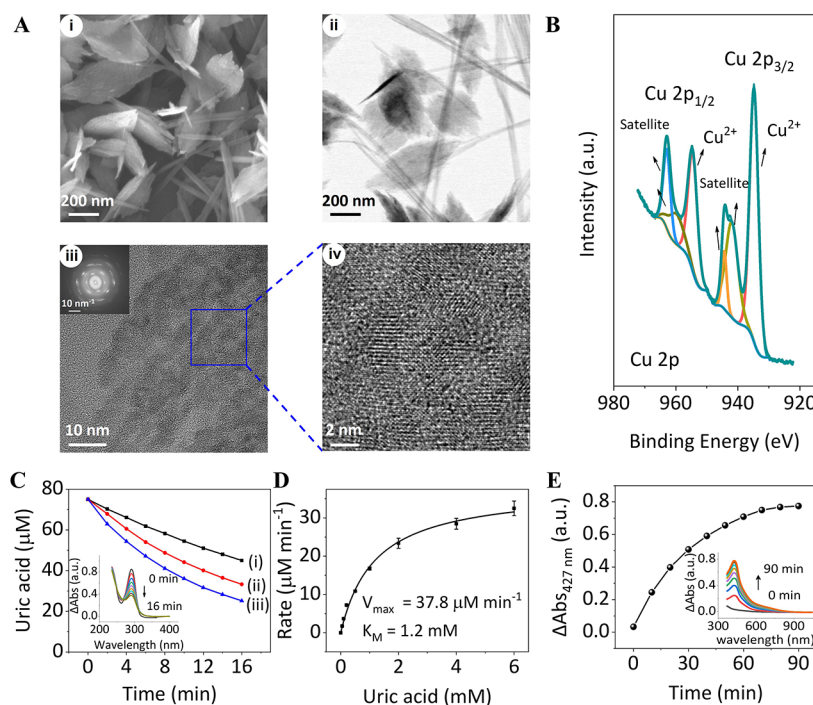 A
i
200 nm
ii
200 nm
iii
10 nm⁻¹
10 nm
iv
2 nm
B
Cu 2p3/2
Cu 2p1/2
Satellite
Cu²⁺
Cu²⁺
Satellite
Intensity (a.u.)
Cu 2p
980 960 940 920
Binding Energy (eV)
C
80
60
40
20
0
Uric acid (μM)
(i)
(ii)
(iii)
ΔAbs (a.u.)
0.8
0.4
0.0
0 min
16 min
200 300 400
Wavelength (nm)
0 4 8 12 16
Time (min)
D
Rate (μM min⁻¹)
30
20
10
0
Vmax = 37.8 μM min⁻¹
KM = 1.2 mM
0 2 4 6
Uric acid (mM)
E
ΔAbs427 nm (a.u.)
0.8
0.6
0.4
0.2
0.0
ΔAbs (a.u.)
0.8
0.4
0.0
90 min
0 min
300 600 900
wavelength (nm)
0 30 60 90
Time (min)